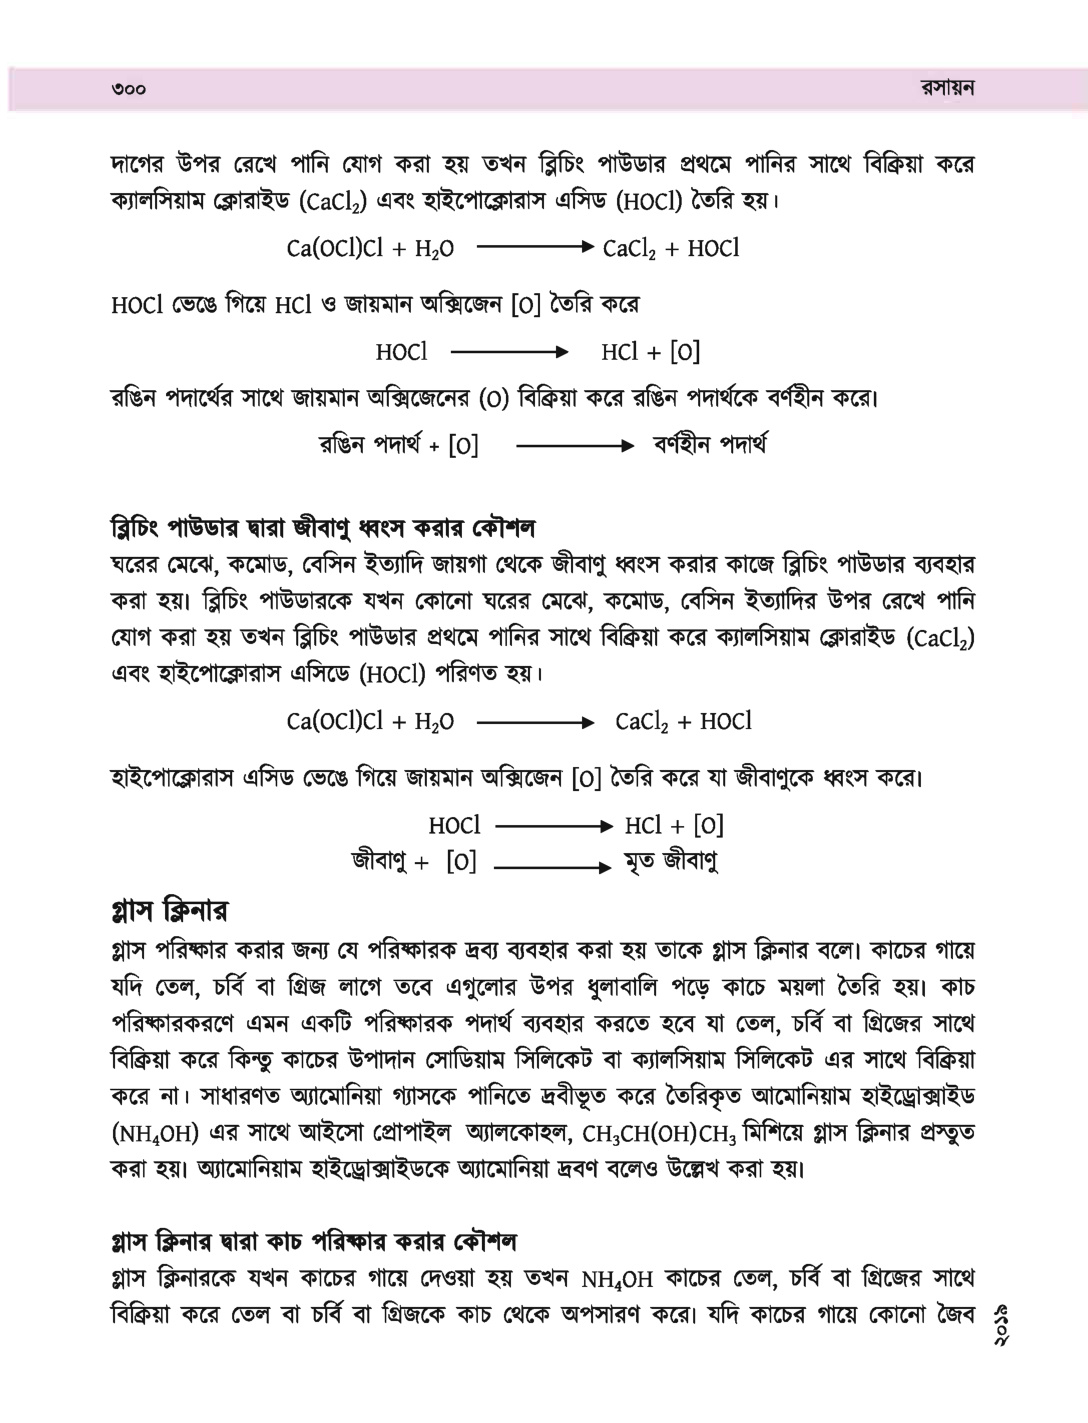 ৩০০ রসায়ন
দাগের উপর রেখে পানি যোগ করা হয় তখন ব্লিচিং পাউডার প্রথমে পানির সাথে বিক্রিয়া করে
ক্যালসিয়াম ক্লোরাইড (CaCl₂) এবং হাইপোক্লোরাস এসিড (HOCl) তৈরি হয়।
Ca(OCl)Cl + H₂O ⟶ CaCl₂ + HOCl
HOCl ভেঙে গিয়ে HCl ও জায়মান অক্সিজেন [O] তৈরি করে
HOCl ⟶ HCl + [O]
রঙিন পদার্থের সাথে জায়মান অক্সিজেনের (O) বিক্রিয়া করে রঙিন পদার্থকে বর্ণহীন করে।
রঙিন পদার্থ + [O] ⟶ বর্ণহীন পদার্থ
ব্লিচিং পাউডার দ্বারা জীবাণু ধ্বংস করার কৌশল
ঘরের মেঝে, কমোড, বেসিন ইত্যাদি জায়গা থেকে জীবাণু ধ্বংস করার কাজে ব্লিচিং পাউডার ব্যবহার
করা হয়। ব্লিচিং পাউডারকে যখন কোনো ঘরের মেঝে, কমোড, বেসিন ইত্যাদির উপর রেখে পানি
যোগ করা হয় তখন ব্লিচিং পাউডার প্রথমে পানির সাথে বিক্রিয়া করে ক্যালসিয়াম ক্লোরাইড (CaCl₂)
এবং হাইপোক্লোরাস এসিডে (HOCl) পরিণত হয়।
Ca(OCl)Cl + H₂O ⟶ CaCl₂ + HOCl
হাইপোক্লোরাস এসিড ভেঙে গিয়ে জায়মান অক্সিজেন [O] তৈরি করে যা জীবাণুকে ধ্বংস করে।
HOCl ⟶ HCl + [O]
জীবাণু + [O] ⟶ মৃত জীবাণু
গ্লাস ক্লিনার
গ্লাস পরিষ্কার করার জন্য যে পরিষ্কারক দ্রব্য ব্যবহার করা হয় তাকে গ্লাস ক্লিনার বলে। কাচের গায়ে
যদি তেল, চর্বি বা গ্রিজ লাগে তবে এগুলোর উপর ধুলাবালি পড়ে কাচে ময়লা তৈরি হয়। কাচ
পরিষ্কারকরণে এমন একটি পরিষ্কারক পদার্থ ব্যবহার করতে হবে যা তেল, চর্বি বা গ্রিজের সাথে
বিক্রিয়া করে কিন্তু কাচের উপাদান সোডিয়াম সিলিকেট বা ক্যালসিয়াম সিলিকেট এর সাথে বিক্রিয়া
করে না। সাধারণত অ্যামোনিয়া গ্যাসকে পানিতে দ্রবীভূত করে তৈরিকৃত আমোনিয়াম হাইড্রোক্সাইড
(NH₄OH) এর সাথে আইসো প্রোপাইল অ্যালকোহল, CH₃CH(OH)CH₃ মিশিয়ে গ্লাস ক্লিনার প্রস্তুত
করা হয়। অ্যামোনিয়াম হাইড্রোক্সাইডকে অ্যামোনিয়া দ্রবণ বলেও উল্লেখ করা হয়।
গ্লাস ক্লিনার দ্বারা কাচ পরিষ্কার করার কৌশল
গ্লাস ক্লিনারকে যখন কাচের গায়ে দেওয়া হয় তখন NH₄OH কাচের তেল, চর্বি বা গ্রিজের সাথে
বিক্রিয়া করে তেল বা চর্বি বা গ্রিজকে কাচ থেকে অপসারণ করে। যদি কাচের গায়ে কোনো জৈব
২০১৯